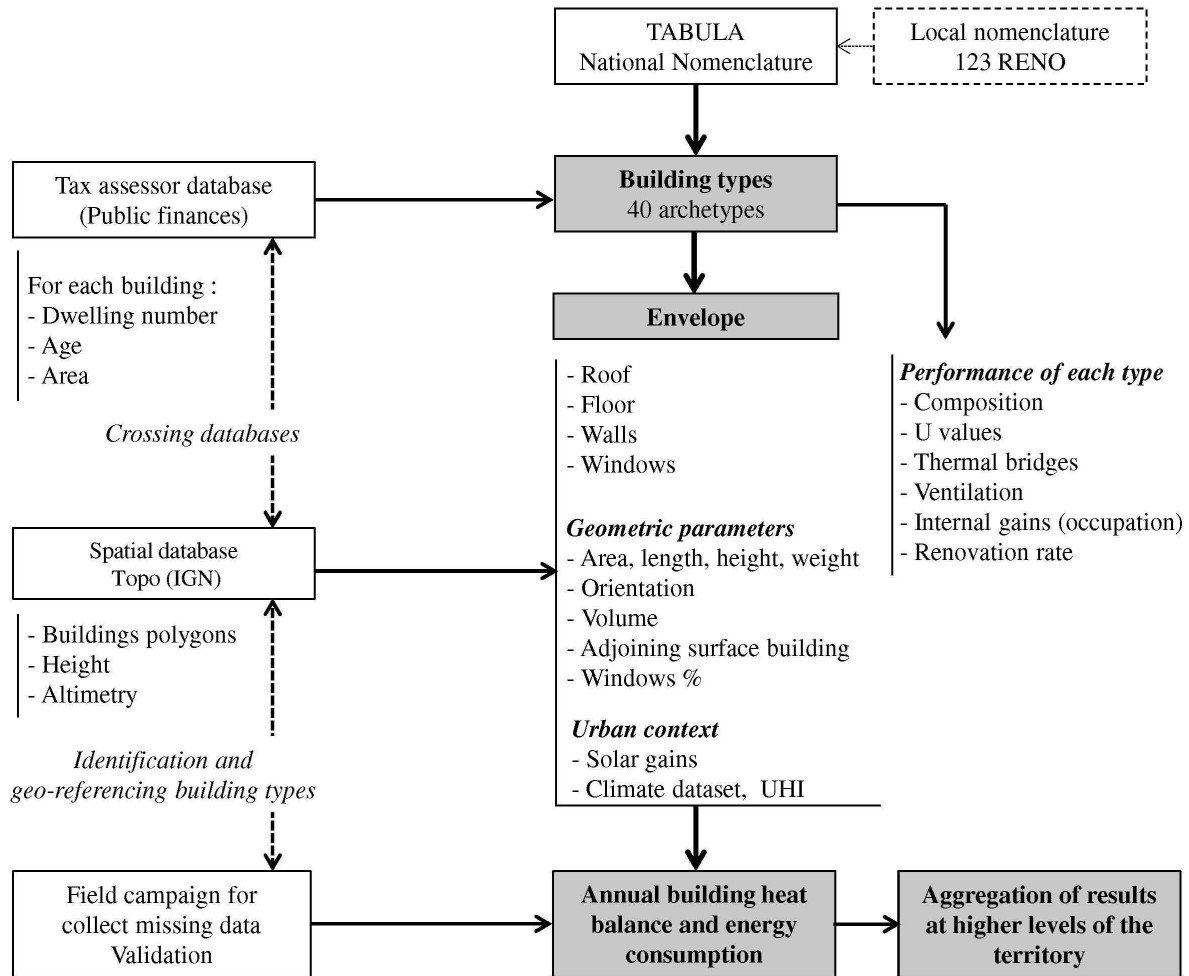 TABULA
National Nomenclature
Local nomenclature
123 RENO
Tax assessor database
(Public finances)
Building types
40 archetypes
For each building :
- Dwelling number
- Age
- Area
Envelope
Crossing databases
- Roof
- Floor
- Walls
- Windows
Performance of each type
- Composition
- U values
- Thermal bridges
- Ventilation
- Internal gains (occupation)
- Renovation rate
Spatial database
Topo (IGN)
Geometric parameters
- Area, length, height, weight
- Orientation
- Volume
- Adjoining surface building
- Windows %
- Buildings polygons
- Height
- Altimetry
Urban context
- Solar gains
- Climate dataset,  UHI
Identification and
geo-referencing building types
Field campaign for
collect missing data
Validation
Annual building heat
balance and energy
consumption
Aggregation of results
at higher levels of the
territory